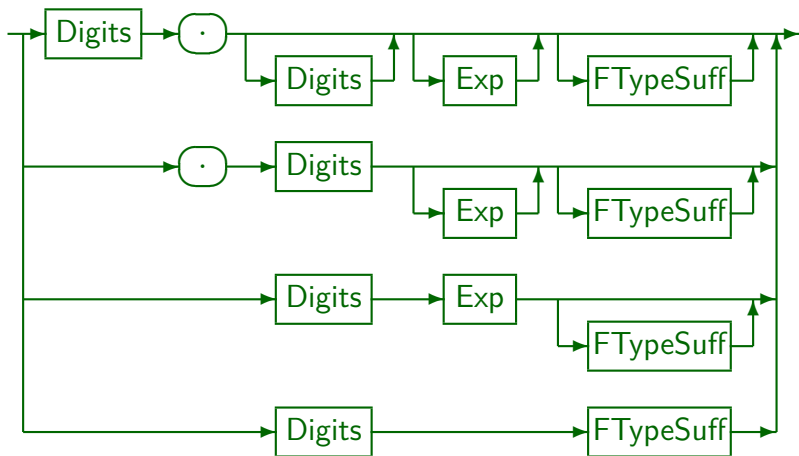 Digits .
Digits Exp FTypeSuff
. Digits
Exp FTypeSuff
Digits Exp
FTypeSuff
Digits FTypeSuff